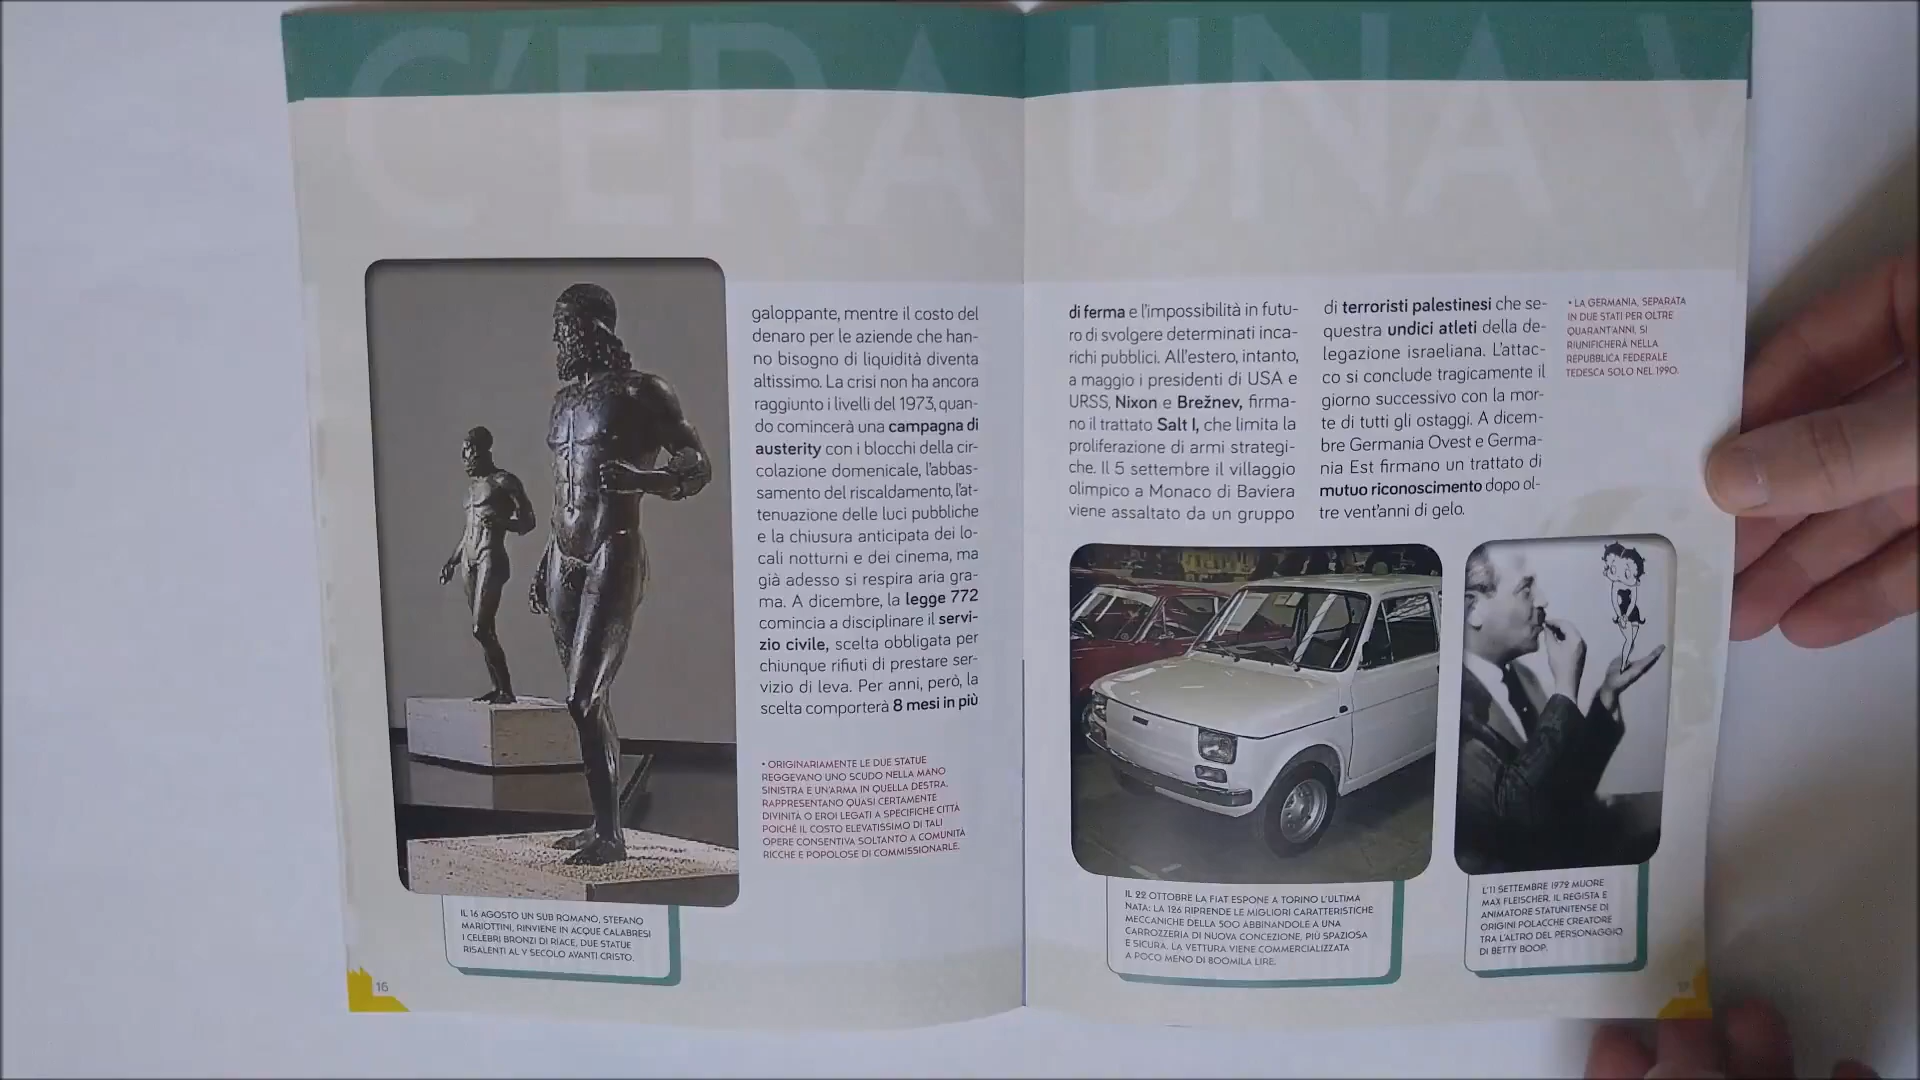 C'ERA UNA V
galoppante, mentre il costo del
denaro per le aziende che han-
no bisogno di liquidità diventa
altissimo. La crisi non ha ancora
raggiunto i livelli del 1973, quan-
do comincerà una campagna di
austerity con i blocchi della cir-
colazione domenicale, l'abbas-
samento del riscaldamento, l'at-
tenuazione delle luci pubbliche
e la chiusura anticipata dei lo-
cali notturni e dei cinema, ma
già adesso si respira aria gra-
ma. A dicembre, la legge 772
comincia a disciplinare il servi-
zio civile, scelta obbligata per
chiunque rifiuti di prestare ser-
vizio di leva. Per anni, però, la
scelta comporterà 8 mesi in più
• ORIGINARIAMENTE LE DUE STATUE
REGGEVANO UNO SCUDO NELLA MANO
SINISTRA E UN'ARMA IN QUELLA DESTRA.
RAPPRESENTANO QUASI CERTAMENTE
DIVINITÀ O EROI LEGATI A SPECIFICHE CITTÀ
POICHÉ IL COSTO ELEVATISSIMO DI TALI
OPERE CONSENTIVA SOLTANTO A COMUNITÀ
RICCHE E POPOLOSE DI COMMISSIONARLE.
IL 16 AGOSTO UN SUB ROMANO, STEFANO
MARIOTTINI, RINVIENE IN ACQUE CALABRESI
I CELEBRI BRONZI DI RIACE, DUE STATUE
RISALENTI AL V SECOLO AVANTI CRISTO.
16
di ferma e l'impossibilità in futu-
ro di svolgere determinati inca-
richi pubblici. All'estero, intanto,
a maggio i presidenti di USA e
URSS, Nixon e Brežnev, firma-
no il trattato Salt I, che limita la
proliferazione di armi strategi-
che. Il 5 settembre il villaggio
olimpico a Monaco di Baviera
viene assaltato da un gruppo
di terroristi palestinesi che se-
questra undici atleti della de-
legazione israeliana. L'attac-
co si conclude tragicamente il
giorno successivo con la mor-
te di tutti gli ostaggi. A dicem-
bre Germania Ovest e Germa-
nia Est firmano un trattato di
mutuo riconoscimento dopo ol-
tre vent'anni di gelo.
• LA GERMANIA, SEPARATA
IN DUE STATI PER OLTRE
QUARANT'ANNI, SI
RIUNIFICHERÀ NELLA
REPUBBLICA FEDERALE
TEDESCA SOLO NEL 1990.
IL 22 OTTOBRE LA FIAT ESPONE A TORINO L'ULTIMA
NATA: LA 126 RIPRENDE LE MIGLIORI CARATTERISTICHE
MECCANICHE DELLA 500 ABBINANDOLE A UNA
CARROZZERIA DI NUOVA CONCEZIONE, PIÙ SPAZIOSA
E SICURA. LA VETTURA VIENE COMMERCIALIZZATA
A POCO MENO DI 800MILA LIRE.
L'11 SETTEMBRE 1972 MUORE
MAX FLEISCHER, IL REGISTA E
ANIMATORE STATUNITENSE DI
ORIGINI POLACCHE CREATORE
TRA L'ALTRO DEL PERSONAGGIO
DI BETTY BOOP.
17